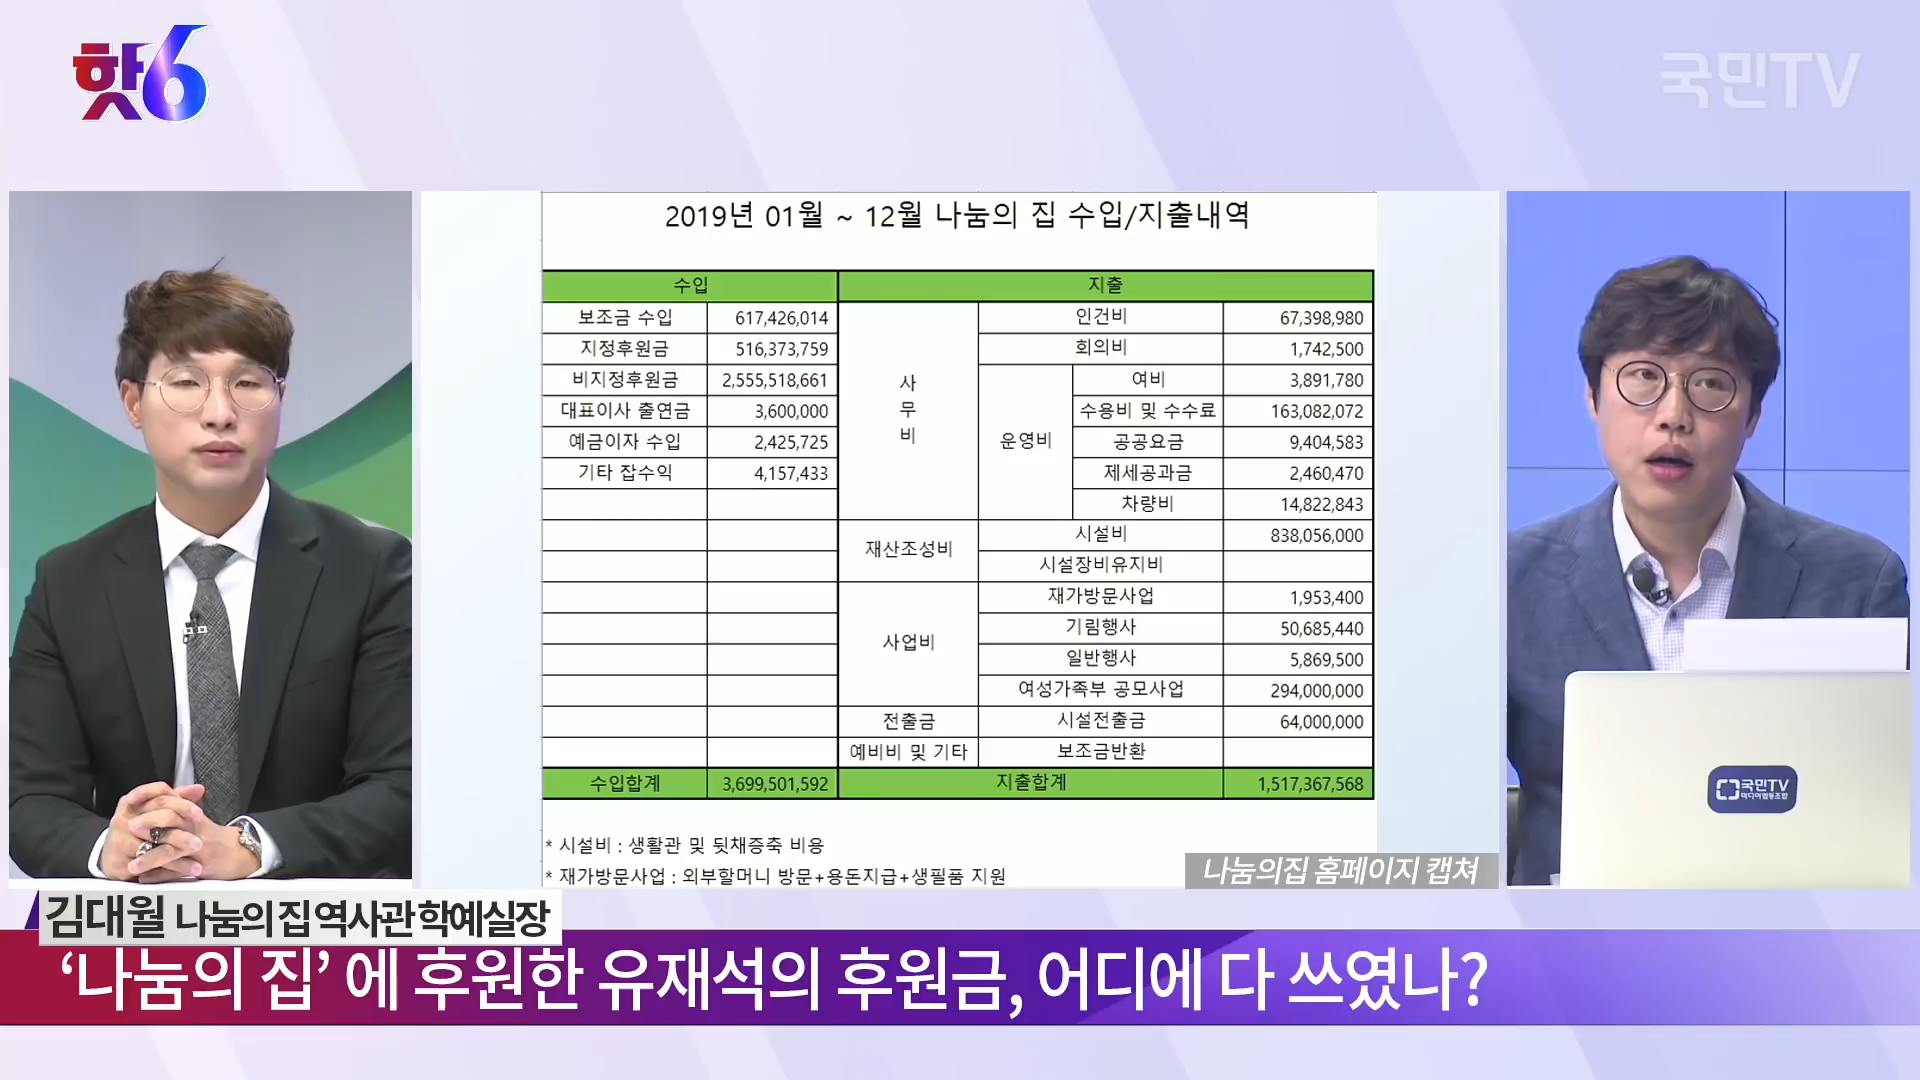 핫6
국민TV
2019년 01월 ~ 12월 나눔의 집 수입/지출내역
수입 지출
보조금 수입 617,426,014 사무비 인건비 67,398,980
지정후원금 516,373,759 회의비 1,742,500
비지정후원금 2,555,518,661 운영비 여비 3,891,780
대표이사 출연금 3,600,000 수용비 및 수수료 163,082,072
예금이자 수입 2,425,725 공공요금 9,404,583
기타 잡수익 4,157,433 제세공과금 2,460,470
차량비 14,822,843
재산조성비 시설비 838,056,000
시설장비유지비
사업비 재가방문사업 1,953,400
기림행사 50,685,440
일반행사 5,869,500
여성가족부 공모사업 294,000,000
전출금 시설전출금 64,000,000
예비비 및 기타 보조금반환
수입합계 3,699,501,592 지출합계 1,517,367,568
* 시설비 : 생활관 및 뒷채증축 비용
* 재가방문사업 : 외부할머니 방문+용돈지급+생필품 지원
나눔의집 홈페이지 캡쳐
국민TV
미디어협동조합
김대월 나눔의 집 역사관 학예실장
‘나눔의 집’ 에 후원한 유재석의 후원금, 어디에 다 쓰였나?